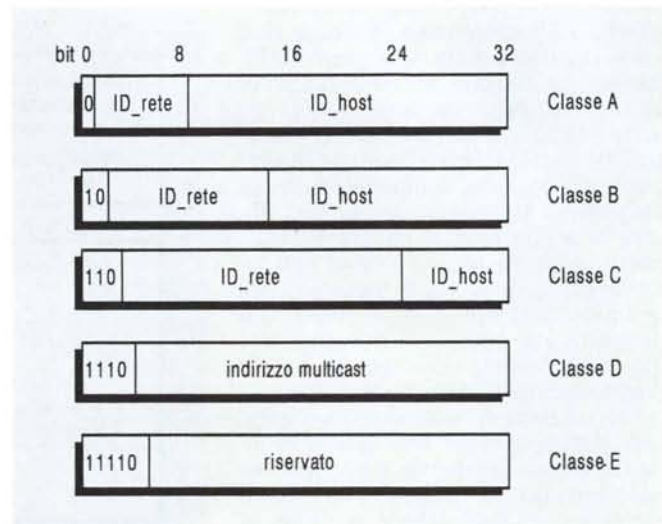 bit 0 8 16 24 32
0 ID_rete ID_host Classe A
10 ID_rete ID_host Classe B
110 ID_rete ID_host Classe C
1110 indirizzo multicast Classe D
11110 riservato Classe E